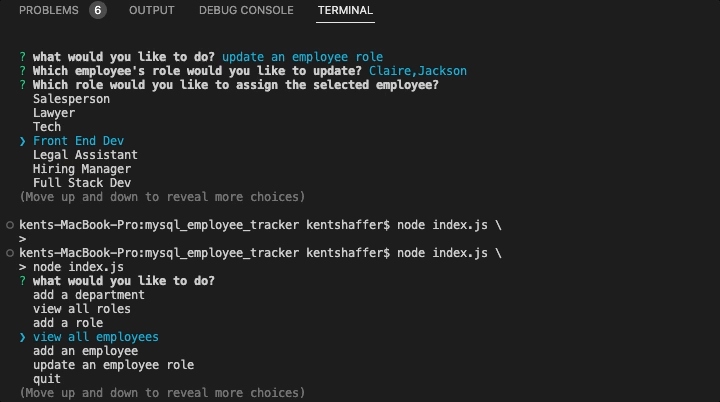 PROBLEMS 6 OUTPUT DEBUG CONSOLE TERMINAL
? what would you like to do? update an employee role
? Which employee's role would you like to update? Claire,Jackson
? Which role would you like to assign the selected employee?
Salesperson
Lawyer
Tech
❯ Front End Dev
Legal Assistant
Hiring Manager
Full Stack Dev
(Move up and down to reveal more choices)
kents-MacBook-Pro:mysql_employee_tracker kentshaffer$ node index.js \
>
kents-MacBook-Pro:mysql_employee_tracker kentshaffer$ node index.js \
> node index.js
? what would you like to do?
add a department
view all roles
add a role
❯ view all employees
add an employee
update an employee role
quit
(Move up and down to reveal more choices)